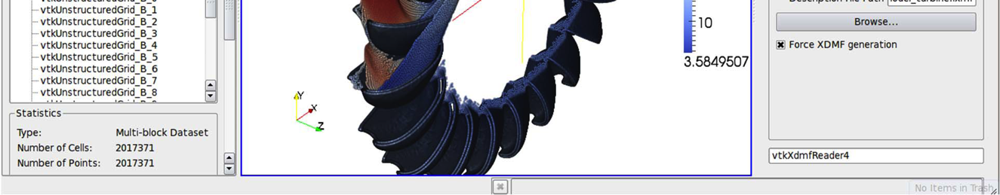 vtkUnstructuredGrid_B_1
vtkUnstructuredGrid_B_2
vtkUnstructuredGrid_B_3
vtkUnstructuredGrid_B_4
vtkUnstructuredGrid_B_5
vtkUnstructuredGrid_B_6
vtkUnstructuredGrid_B_7
vtkUnstructuredGrid_B_8
Statistics
Type: Multi-block Dataset
Number of Cells: 2017371
Number of Points: 2017371
Y
X
Z
10
3.5849507
Description File Path
Browse...
Force XDMF generation
vtkXdmfReader4
No Items in Trash